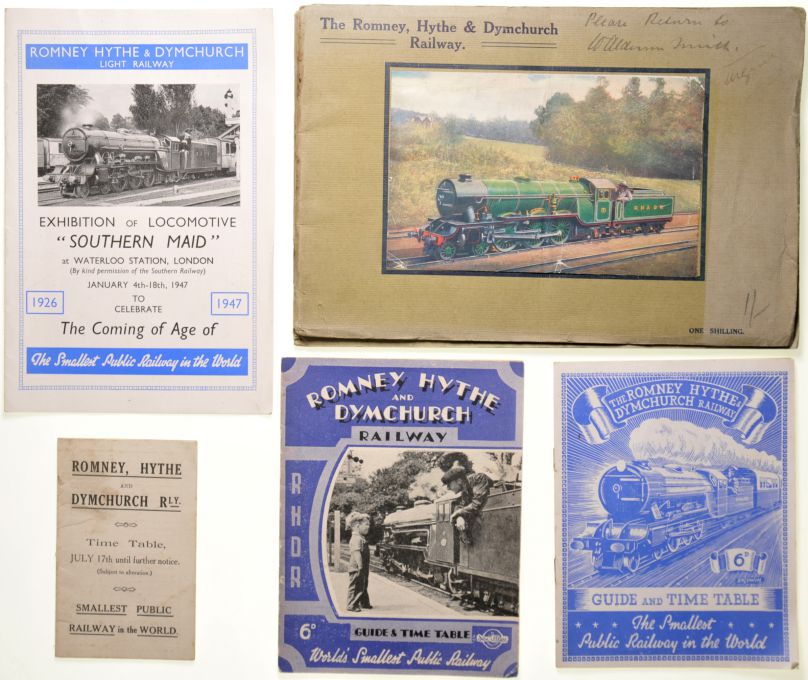 ROMNEY HYTHE & DYMCHURCH
LIGHT RAILWAY
EXHIBITION OF LOCOMOTIVE
"SOUTHERN MAID"
at WATERLOO STATION, LONDON
(By kind permission of the Southern Railway)
JANUARY 4th-18th, 1947
TO
CELEBRATE
1926
1947
The Coming of Age of
The Smallest Public Railway in the World
The Romney, Hythe & Dymchurch
Railway.
Please Return to
R H & D R
1/-
ONE SHILLING.
ROMNEY, HYTHE
AND
DYMCHURCH RLY.
Time Table,
JULY 17th until further notice.
(Subject to alteration.)
SMALLEST PUBLIC
RAILWAY in the WORLD.
ROMNEY HYTHE
AND
DYMCHURCH
RAILWAY
RHDR
6D
GUIDE & TIME TABLE
World's Smallest Public Railway
THE ROMNEY HYTHE &
DYMCHURCH RAILWAY
6D
GUIDE AND TIME TABLE
The Smallest
Public Railway in the World